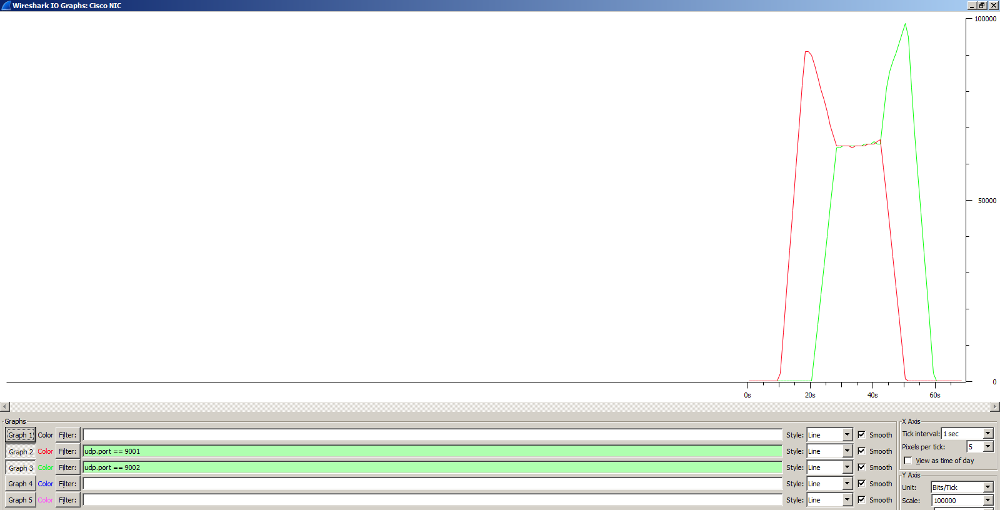 Wireshark IO Graphs: Cisco NIC
100000
50000
0
0s 20s 40s 60s
Graphs
Graph 1 Color Filter: Style: Line Smooth
Graph 2 Color Filter: udp.port == 9001 Style: Line Smooth
Graph 3 Color Filter: udp.port == 9002 Style: Line Smooth
Graph 4 Color Filter: Style: Line Smooth
Graph 5 Color Filter: Style: Line Smooth
X Axis
Tick interval: 1 sec
Pixels per tick: 5
View as time of day
Y Axis
Unit: Bits/Tick
Scale: 100000